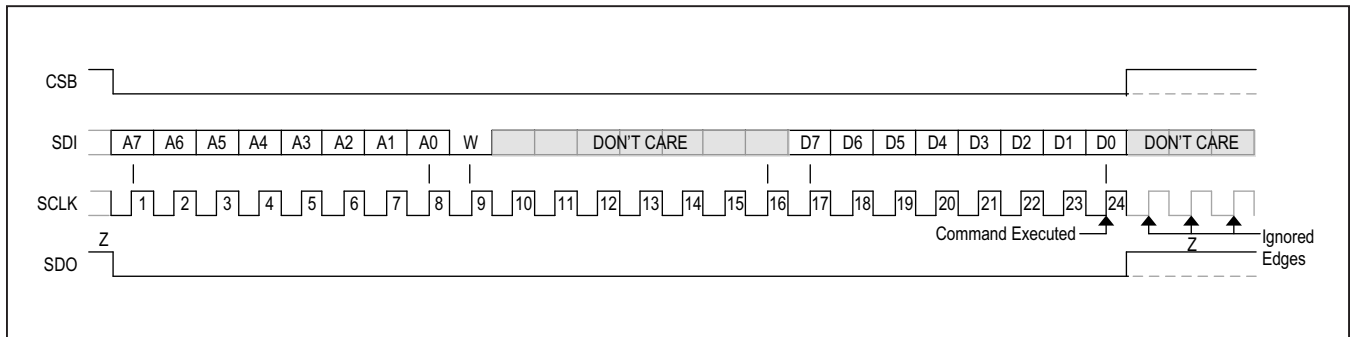 CSB
SDI A7 A6 A5 A4 A3 A2 A1 A0 W DON'T CARE D7 D6 D5 D4 D3 D2 D1 D0 DON'T CARE
SCLK 1 2 3 4 5 6 7 8 9 10 11 12 13 14 15 16 17 18 19 20 21 22 23 24
Command Executed Ignored
Z Z Edges
SDO